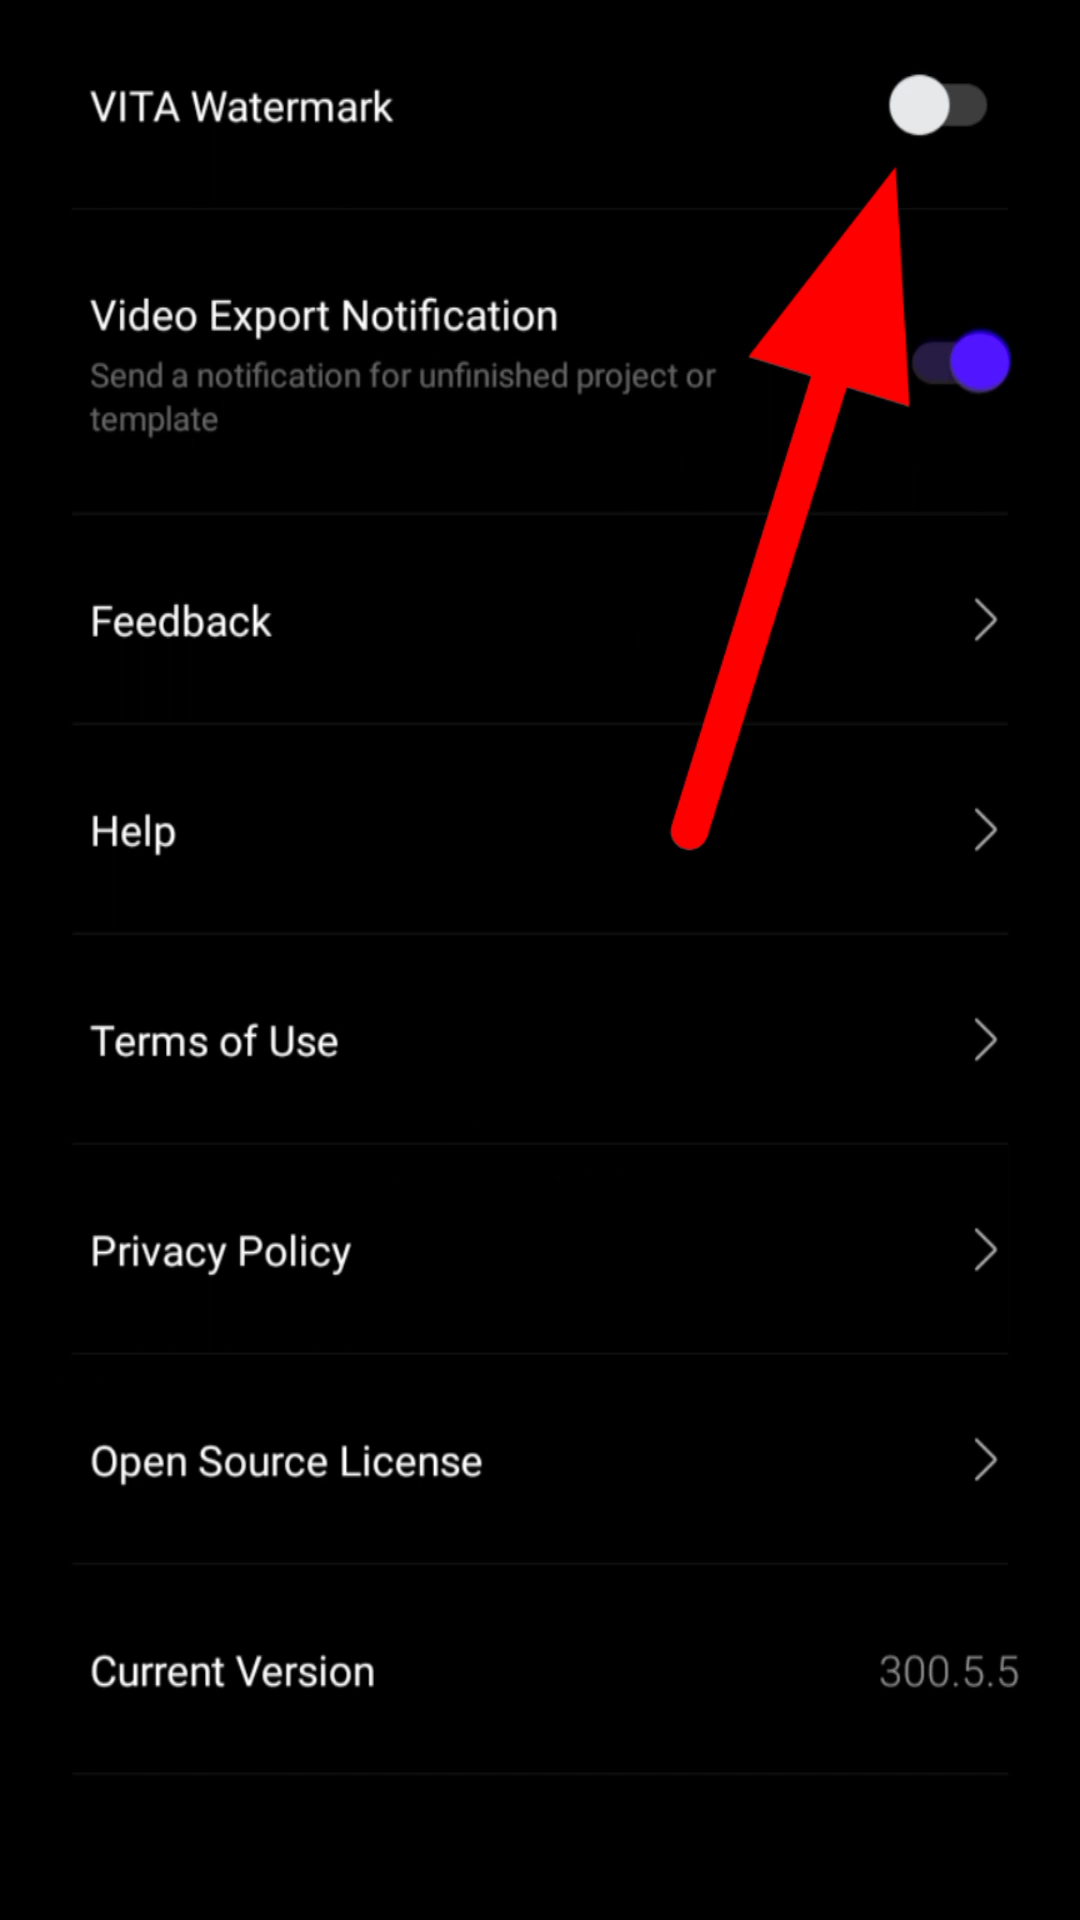 VITA Watermark
Video Export Notification
Send a notification for unfinished project or
template
Feedback
Help
Terms of Use
Privacy Policy
Open Source License
Current Version 300.5.5